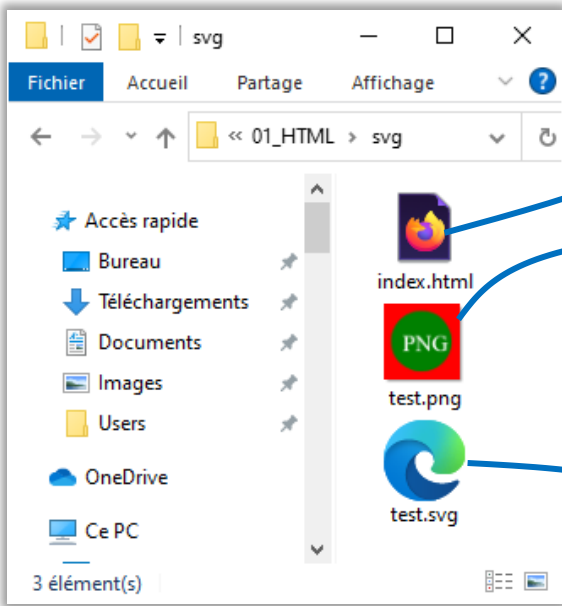 svg
Fichier Accueil Partage Affichage
« 01_HTML > svg
Accès rapide
Bureau
Téléchargements
Documents
Images
Users
OneDrive
Ce PC
index.html
PNG
test.png
test.svg
3 élément(s)